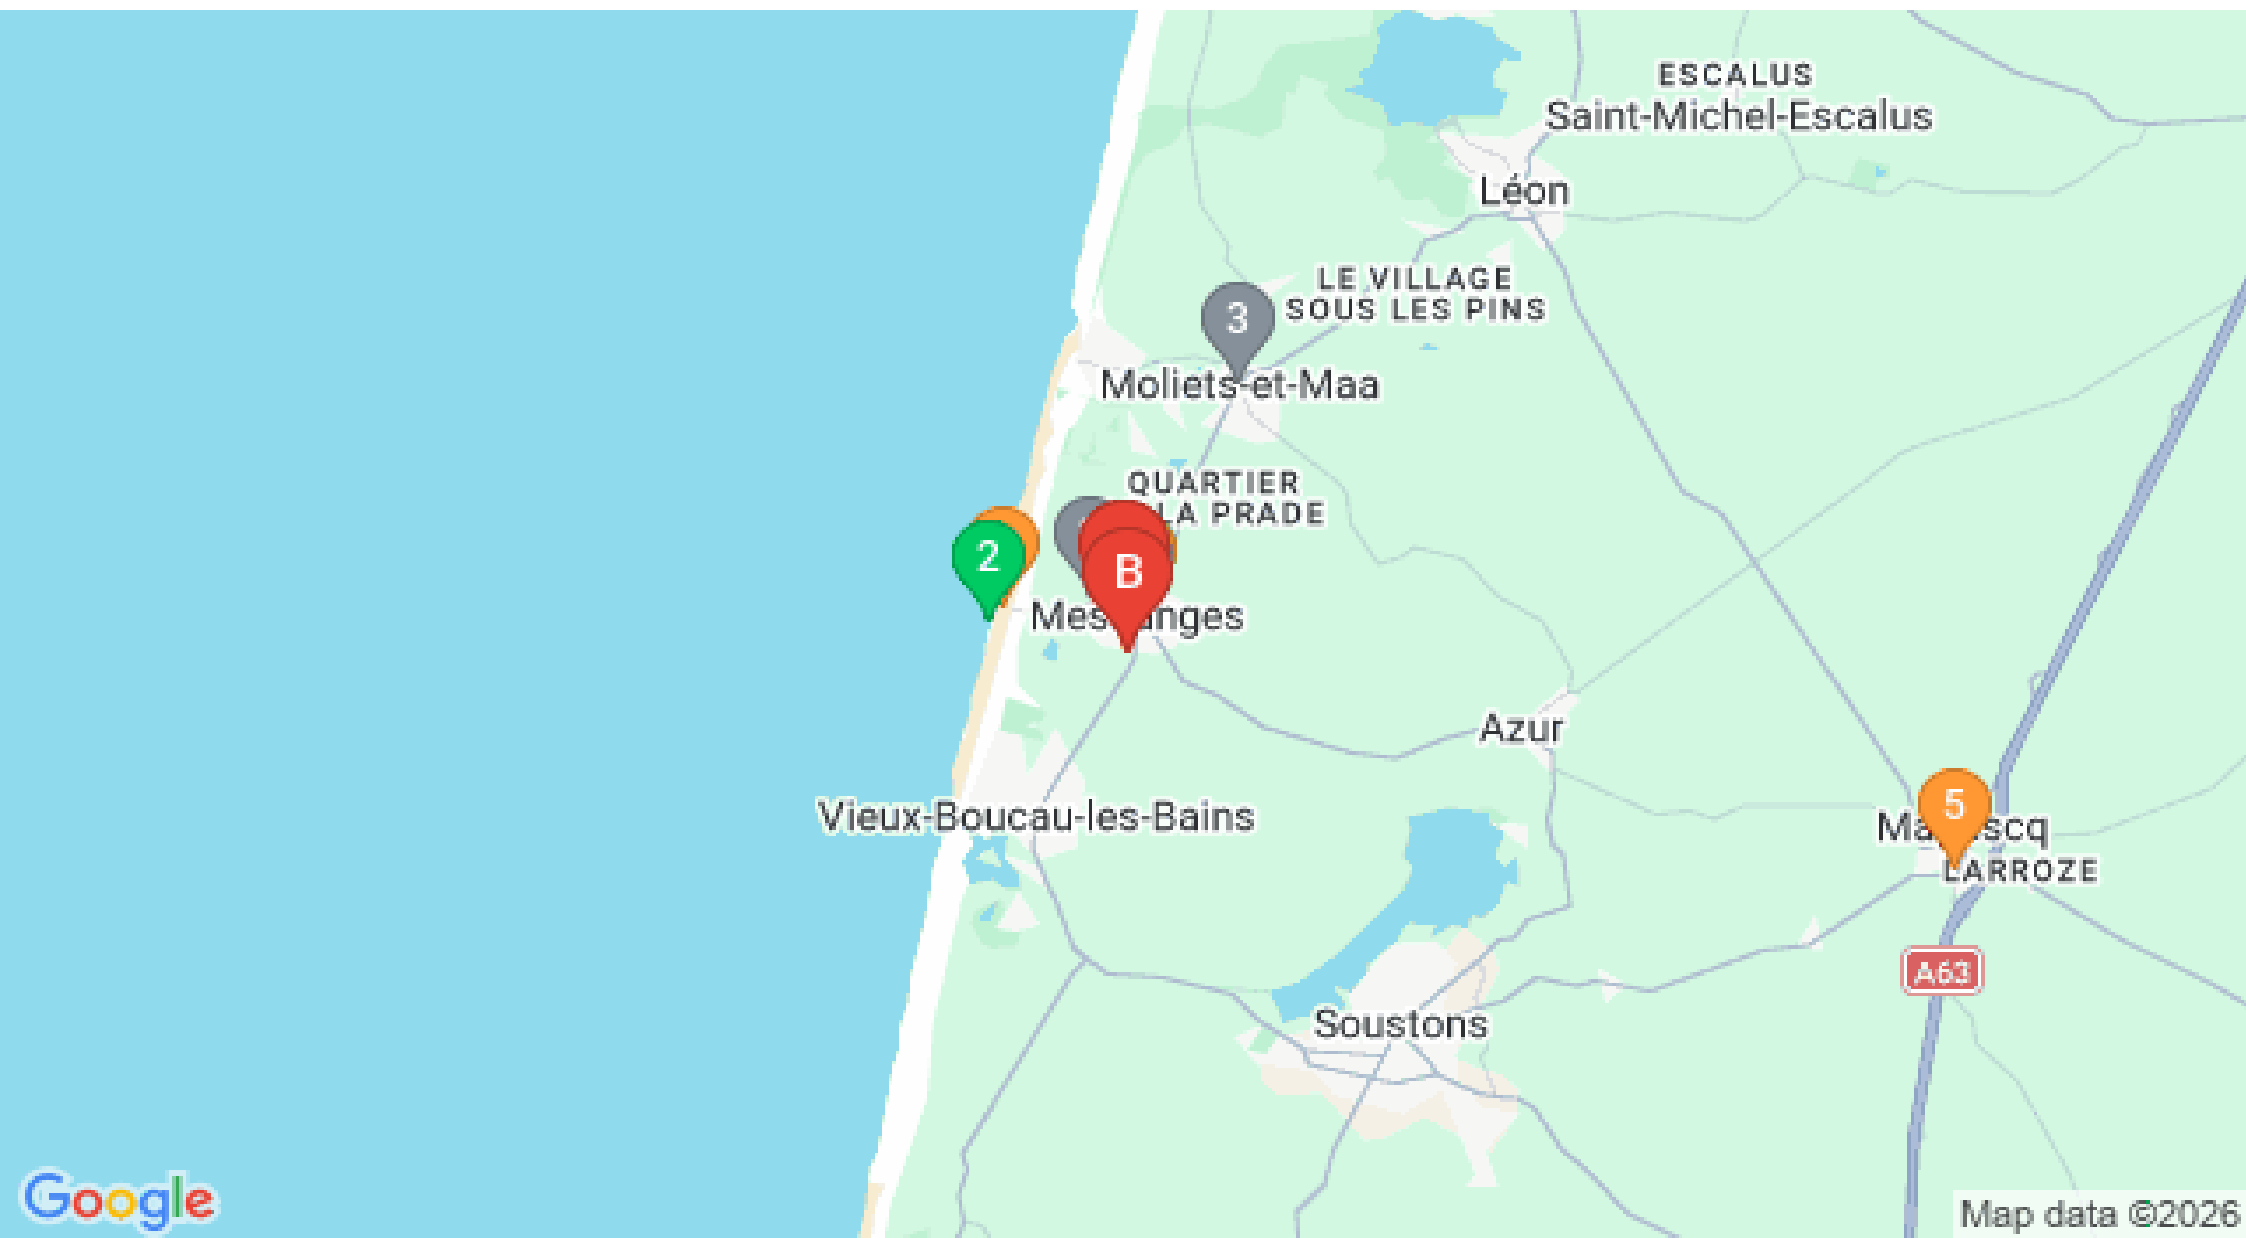 ESCALUS
Saint-Michel-Escalus
Léon
LE VILLAGE
SOUS LES PINS
3
Moliets-et-Maa
QUARTIER
LA PRADE
2
B
Azur
5
Vieux-Boucau-les-Bains
LARROZE
A63
Soustons
Google
Map data ©2026